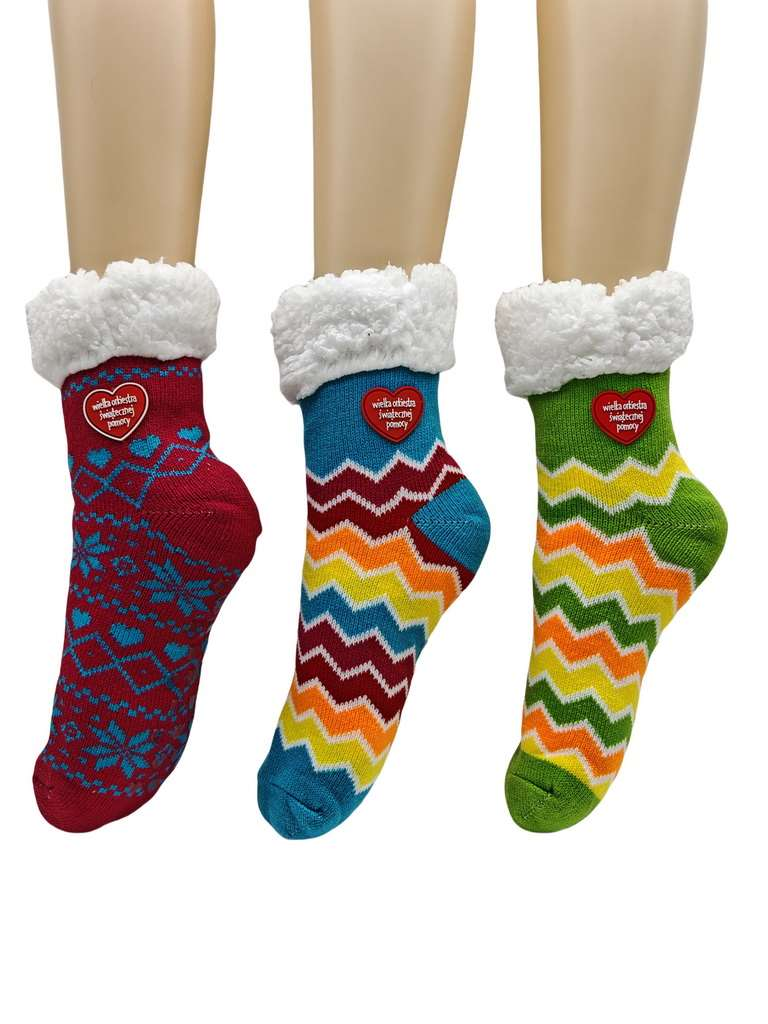 wielka orkiestra
świątecznej
pomocy
wielka orkiestra
świątecznej
pomocy
wielka orkiestra
świątecznej
pomocy